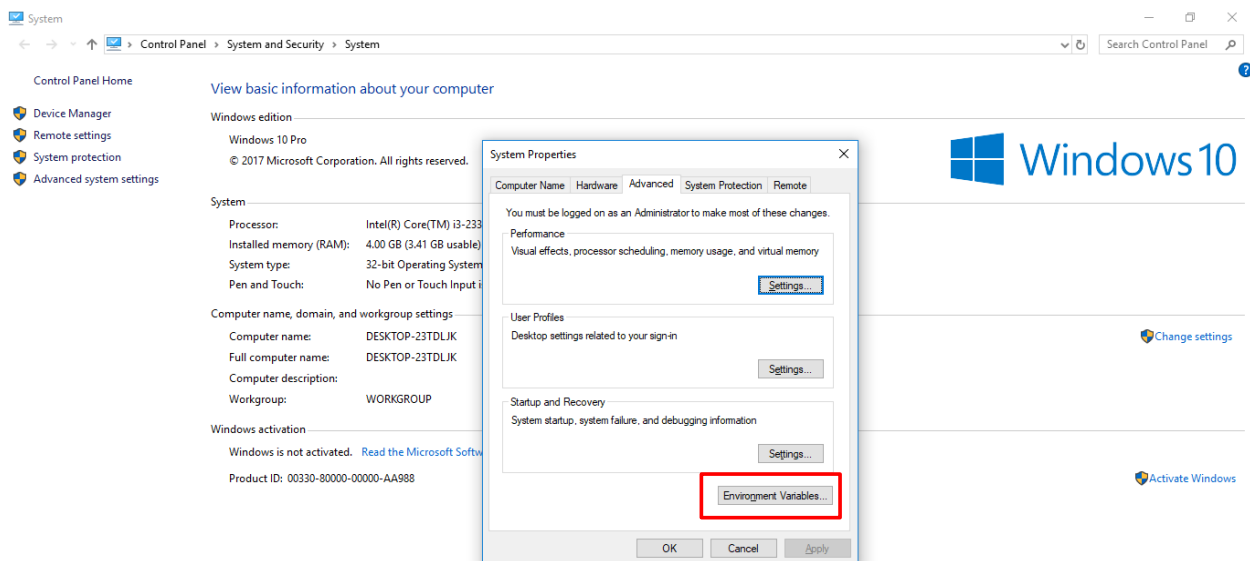 System
Control Panel > System and Security > System
Search Control Panel
Control Panel Home
Device Manager
Remote settings
System protection
Advanced system settings
View basic information about your computer
Windows edition
Windows 10 Pro
© 2017 Microsoft Corporation. All rights reserved.
Windows 10
System
Processor: Intel(R) Core(TM) i3-233
Installed memory (RAM): 4.00 GB (3.41 GB usable)
System type: 32-bit Operating System
Pen and Touch: No Pen or Touch Input i
Computer name, domain, and workgroup settings
Computer name: DESKTOP-23TDLJK
Full computer name: DESKTOP-23TDLJK
Computer description:
Workgroup: WORKGROUP
Change settings
Windows activation
Windows is not activated. Read the Microsoft Softw
Product ID: 00330-80000-00000-AA988
Activate Windows
System Properties
Computer Name Hardware Advanced System Protection Remote
You must be logged on as an Administrator to make most of these changes.
Performance
Visual effects, processor scheduling, memory usage, and virtual memory
Settings...
User Profiles
Desktop settings related to your sign-in
Settings...
Startup and Recovery
System startup, system failure, and debugging information
Settings...
Environment Variables...
OK Cancel Apply